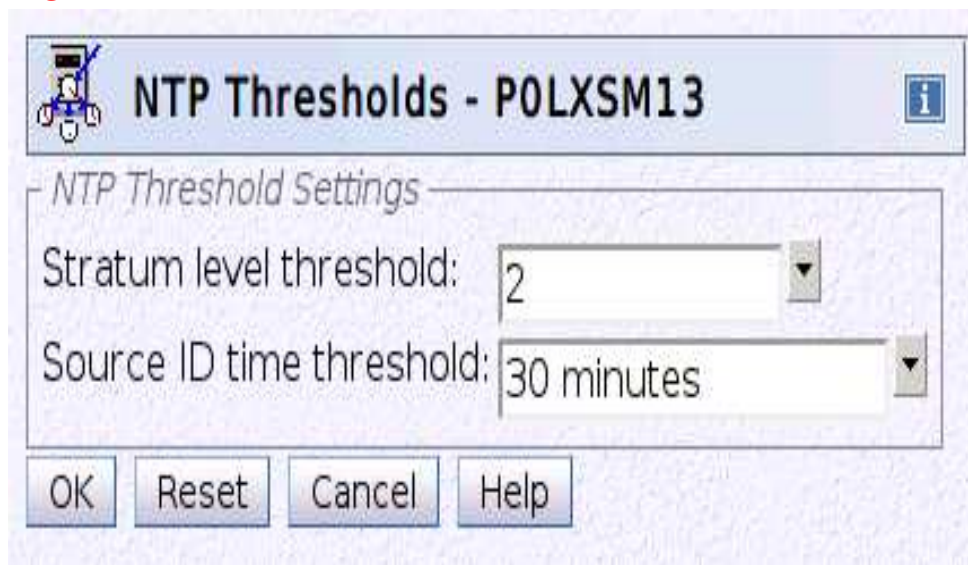 NTP Thresholds - P0LXSM13
NTP Threshold Settings
Stratum level threshold: 2
Source ID time threshold: 30 minutes
OK Reset Cancel Help